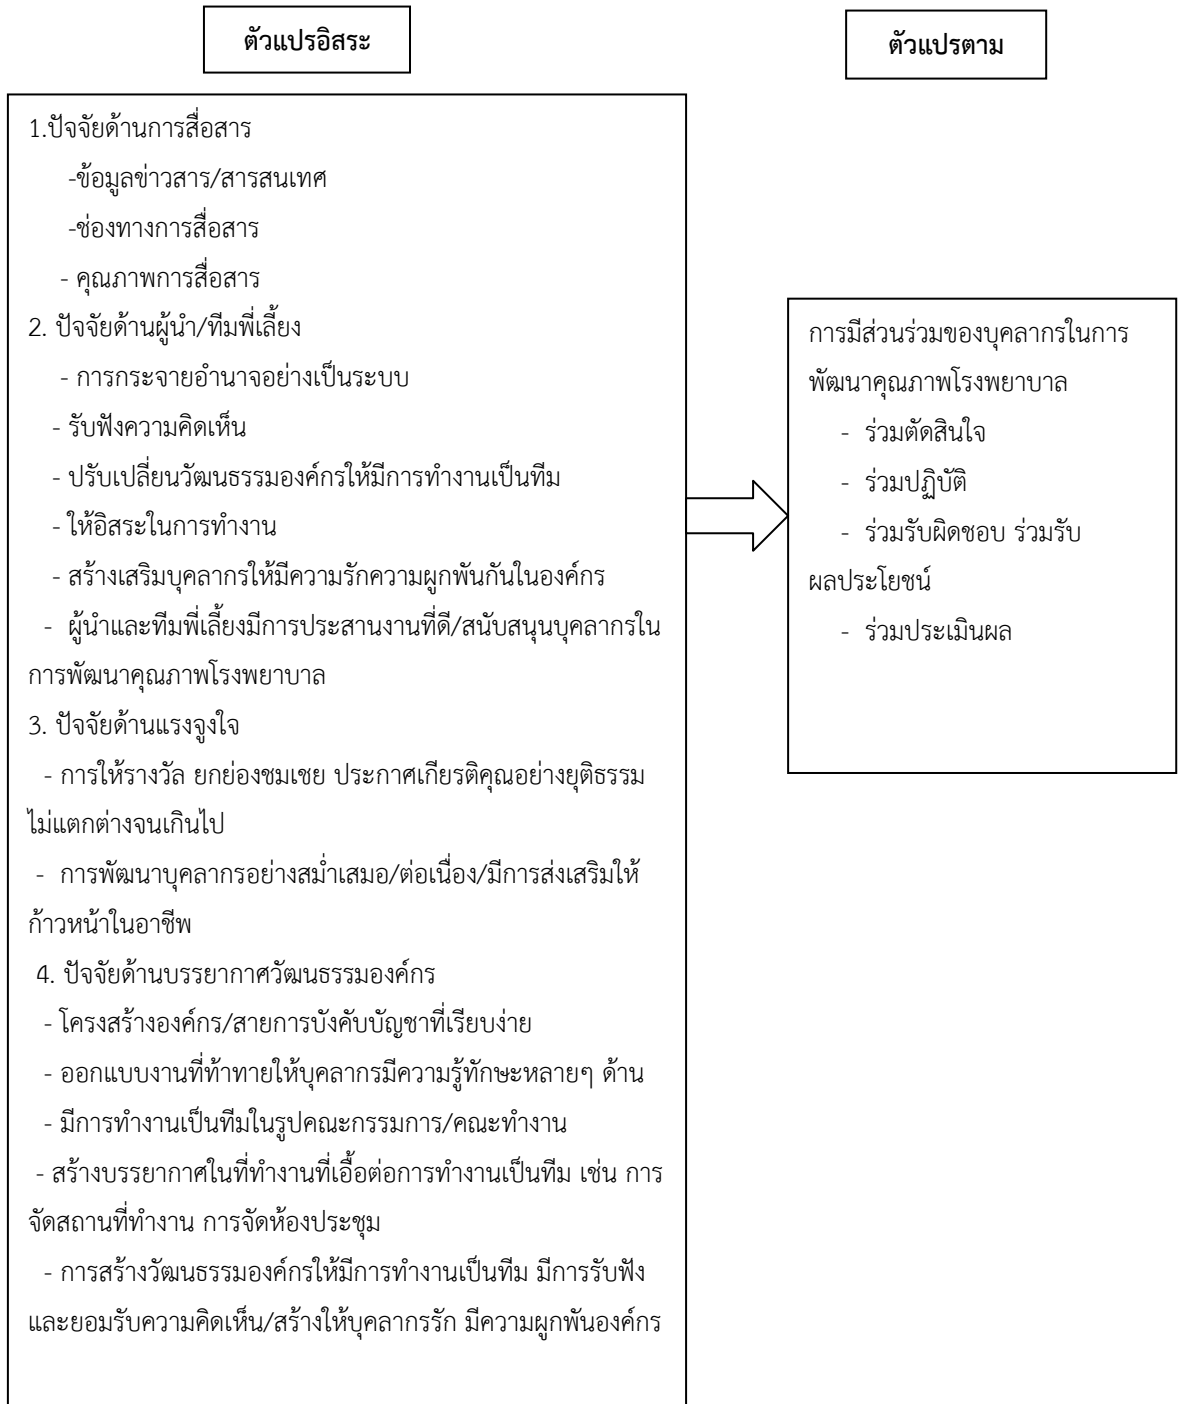 ตัวแปรอิสระ
ตัวแปรตาม
1.ปัจจัยด้านการสื่อสาร
-ข้อมูลข่าวสาร/สารสนเทศ
-ช่องทางการสื่อสาร
- คุณภาพการสื่อสาร
2. ปัจจัยด้านผู้นำ/ทีมพี่เลี้ยง
- การกระจายอำนาจอย่างเป็นระบบ
- รับฟังความคิดเห็น
- ปรับเปลี่ยนวัฒนธรรมองค์กรให้มีการทำงานเป็นทีม
- ให้อิสระในการทำงาน
- สร้างเสริมบุคลากรให้มีความรักความผูกพันกันในองค์กร
- ผู้นำและทีมพี่เลี้ยงมีการประสานงานที่ดี/สนับสนุนบุคลากรใน
การพัฒนาคุณภาพโรงพยาบาล
3. ปัจจัยด้านแรงจูงใจ
- การให้รางวัล ยกย่องชมเชย ประกาศเกียรติคุณอย่างยุติธรรม
ไม่แตกต่างจนเกินไป
- การพัฒนาบุคลากรอย่างสม่ำเสมอ/ต่อเนื่อง/มีการส่งเสริมให้
ก้าวหน้าในอาชีพ
4. ปัจจัยด้านบรรยากาศวัฒนธรรมองค์กร
- โครงสร้างองค์กร/สายการบังคับบัญชาที่เรียบง่าย
- ออกแบบงานที่ท้าทายให้บุคลากรมีความรู้ทักษะหลายๆ ด้าน
- มีการทำงานเป็นทีมในรูปคณะกรรมการ/คณะทำงาน
- สร้างบรรยากาศในที่ทำงานที่เอื้อต่อการทำงานเป็นทีม เช่น การ
จัดสถานที่ทำงาน การจัดห้องประชุม
- การสร้างวัฒนธรรมองค์กรให้มีการทำงานเป็นทีม มีการรับฟัง
และยอมรับความคิดเห็น/สร้างให้บุคลากรรัก มีความผูกพันองค์กร
การมีส่วนร่วมของบุคลากรในการ
พัฒนาคุณภาพโรงพยาบาล
- ร่วมตัดสินใจ
- ร่วมปฏิบัติ
- ร่วมรับผิดชอบ ร่วมรับ
ผลประโยชน์
- ร่วมประเมินผล